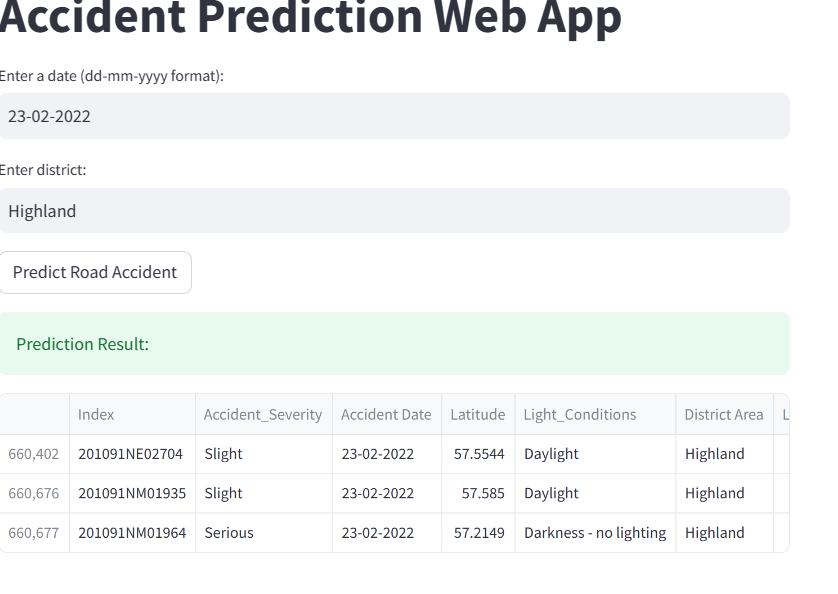 Accident Prediction Web App
Enter a date (dd-mm-yyyy format):
23-02-2022
Enter district:
Highland
Predict Road Accident
Prediction Result:
Index Accident_Severity Accident Date Latitude Light_Conditions District Area L
660,402 201091NE02704 Slight 23-02-2022 57.5544 Daylight Highland
660,676 201091NM01935 Slight 23-02-2022 57.585 Daylight Highland
660,677 201091NM01964 Serious 23-02-2022 57.2149 Darkness - no lighting Highland